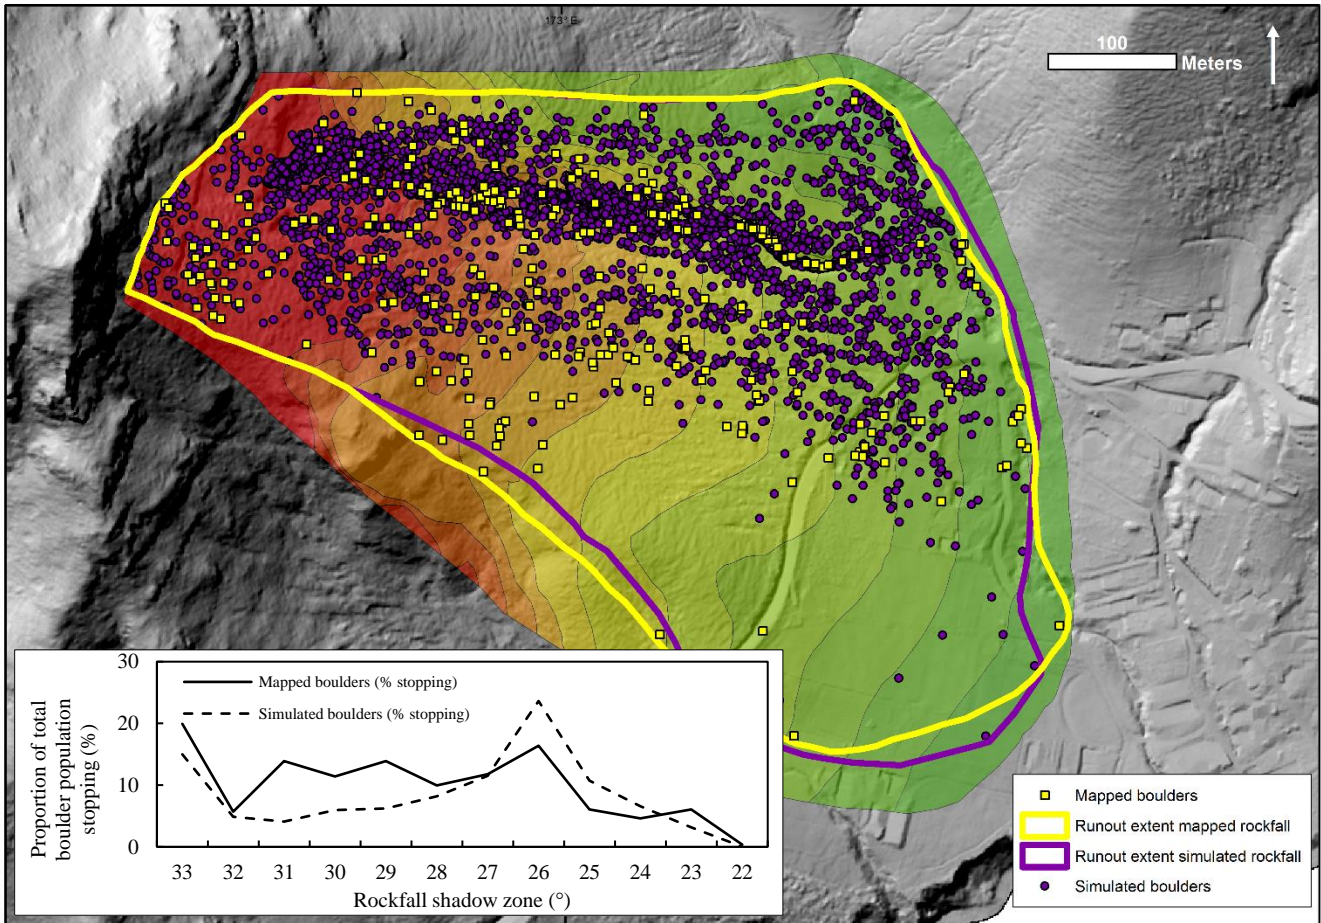 173° E
100
Meters
30
20
10
0
Proportion of total
boulder population
stopping (%)
Mapped boulders (% stopping)
Simulated boulders (% stopping)
33 32 31 30 29 28 27 26 25 24 23 22
Rockfall shadow zone (°)
Mapped boulders
Runout extent mapped rockfall
Runout extent simulated rockfall
Simulated boulders